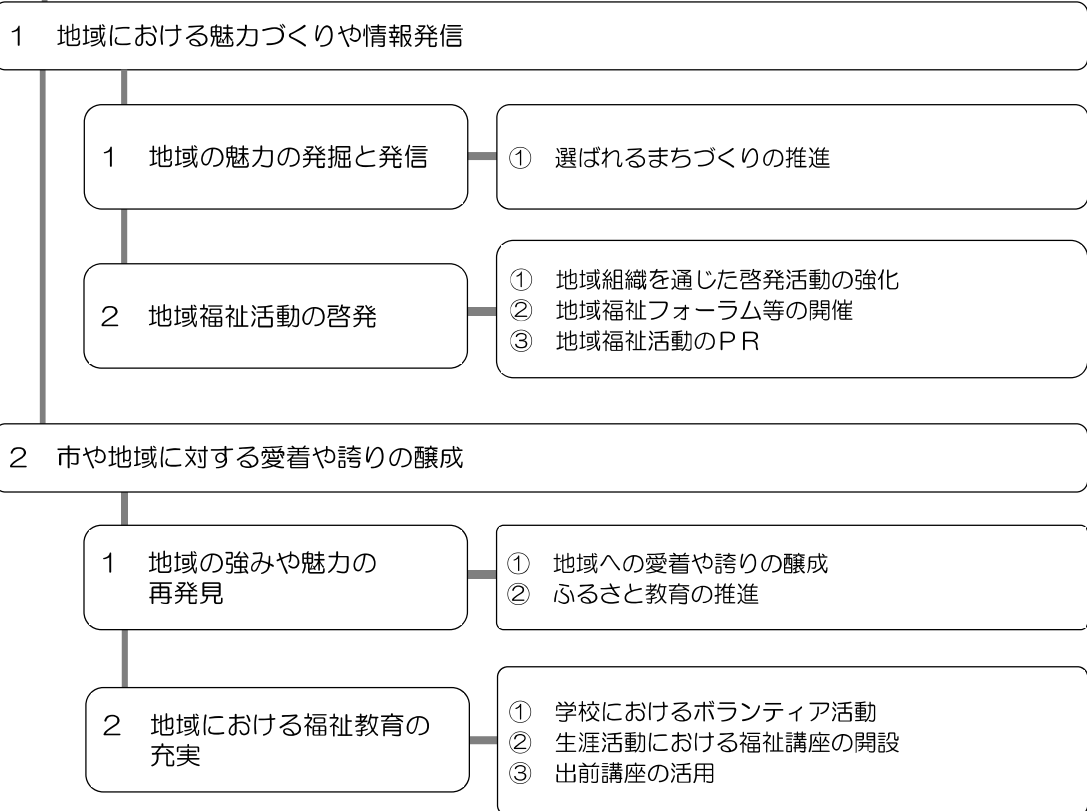 １　地域における魅力づくりや情報発信
１　地域の魅力の発掘と発信
①　選ばれるまちづくりの推進
２　地域福祉活動の啓発
①　地域組織を通じた啓発活動の強化
②　地域福祉フォーラム等の開催
③　地域福祉活動のＰＲ
２　市や地域に対する愛着や誇りの醸成
１　地域の強みや魅力の
再発見
①　地域への愛着や誇りの醸成
②　ふるさと教育の推進
２　地域における福祉教育の
充実
①　学校におけるボランティア活動
②　生涯活動における福祉講座の開設
③　出前講座の活用